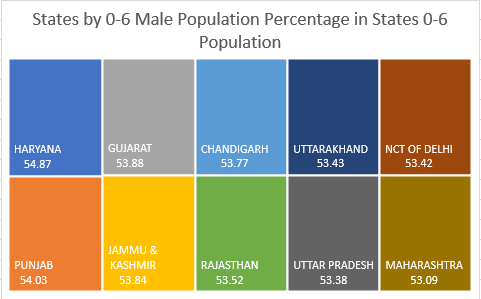 States by 0-6 Male Population Percentage in States 0-6
Population
HARYANA
54.87
GUJARAT
53.88
CHANDIGARH
53.77
UTTARAKHAND
53.43
NCT OF DELHI
53.42
PUNJAB
54.03
JAMMU &
KASHMIR
53.84
RAJASTHAN
53.52
UTTAR PRADESH
53.38
MAHARASHTRA
53.09